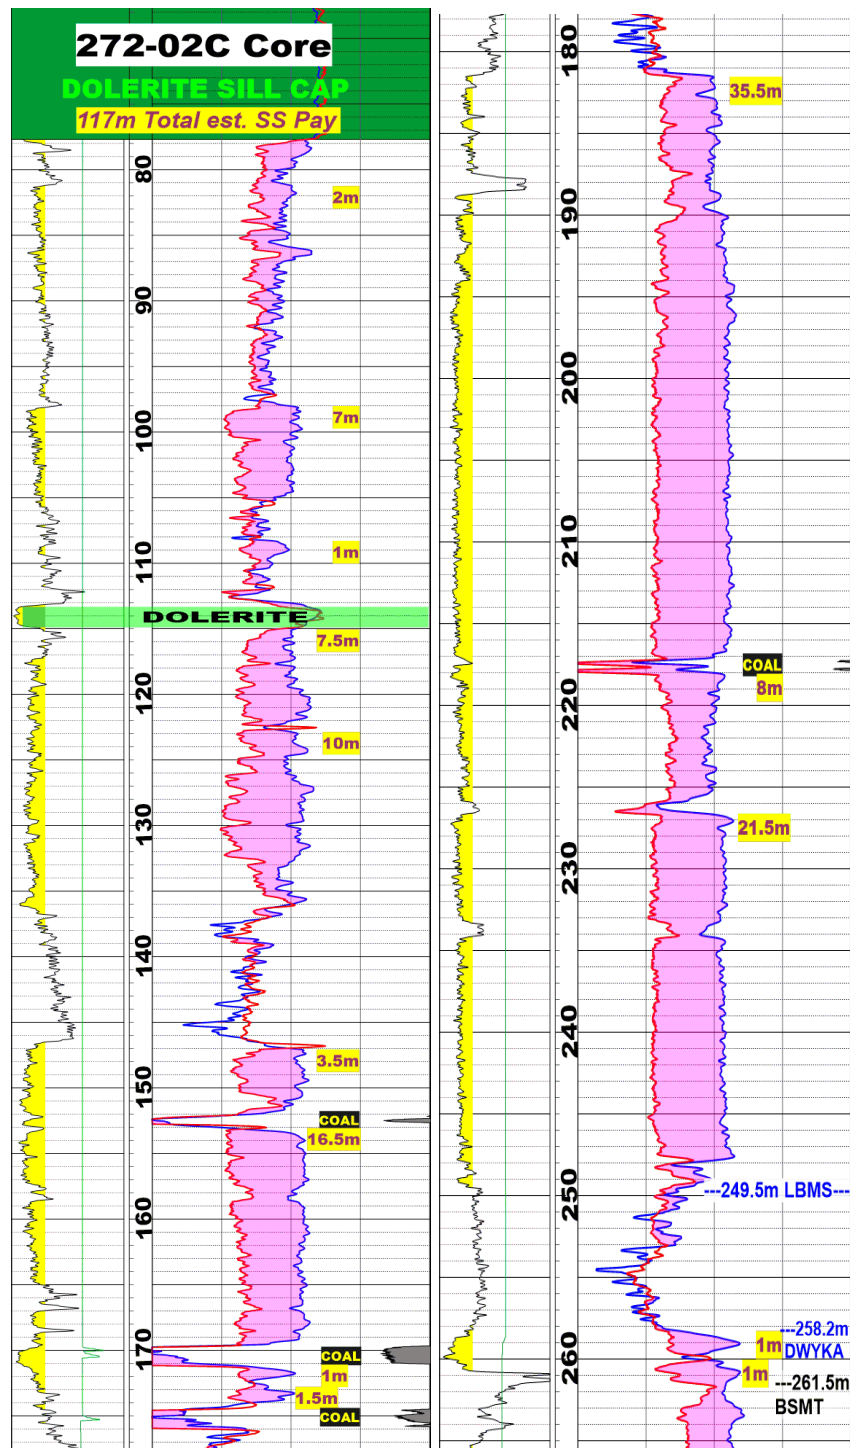 272-02C Core
DOLERITE SILL CAP
117m Total est. SS Pay
80
2m
90
7m
100
1m
110
DOLERITE
7.5m
120
10m
130
140
3.5m
150
COAL
16.5m
160
170
COAL
1m
1.5m
COAL
180
35.5m
190
200
210
COAL
8m
220
21.5m
230
240
---249.5m LBMS---
250
---258.2m
1m
DWYKA
260
1m
---261.5m
BSMT